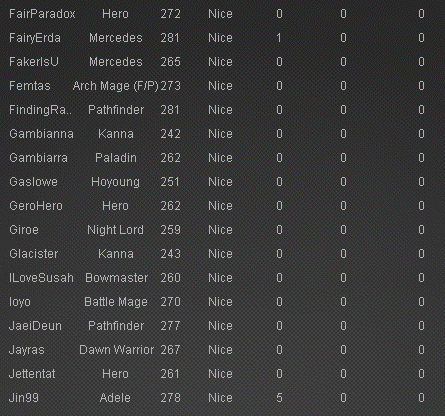 FairParadox Hero 272 Nice 0 0 0
FairyErda Mercedes 281 Nice 1 0 0
FakerIsU Mercedes 265 Nice 0 0 0
Femtas Arch Mage (F/P) 273 Nice 0 0 0
FindingRa.. Pathfinder 281 Nice 0 0 0
Gambianna Kanna 242 Nice 0 0 0
Gambiarra Paladin 262 Nice 0 0 0
Gaslowe Hoyoung 251 Nice 0 0 0
GeroHero Hero 262 Nice 0 0 0
Giroe Night Lord 259 Nice 0 0 0
Glacister Kanna 243 Nice 0 0 0
ILoveSusah Bowmaster 260 Nice 0 0 0
Ioyo Battle Mage 270 Nice 0 0 0
JaeiDeun Pathfinder 277 Nice 0 0 0
Jayras Dawn Warrior 267 Nice 0 0 0
Jettentat Hero 261 Nice 0 0 0
Jin99 Adele 278 Nice 5 0 0